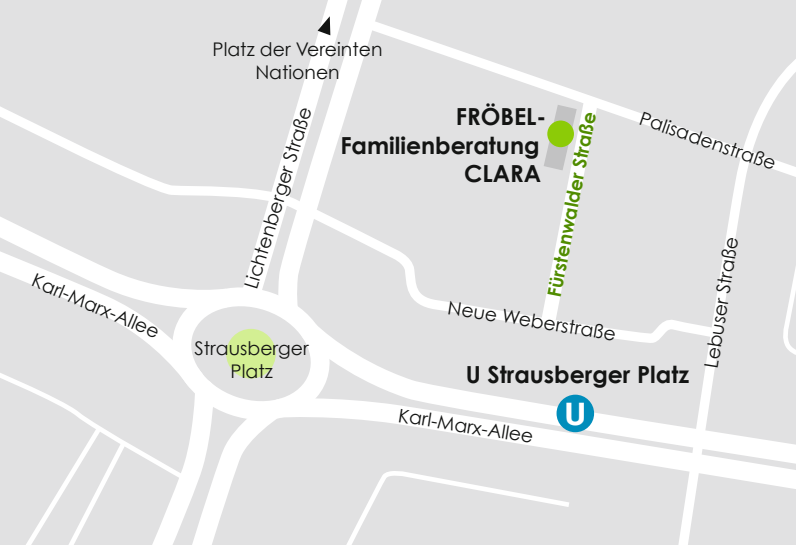 Platz der Vereinten
Nationen
FRÖBEL-
Familienberatung
CLARA
Palisadenstraße
Lichtenberger Straße
Fürstenwalder Straße
Karl-Marx-Allee
Neue Weberstraße
Lebuser Straße
Strausberger
Platz
U Strausberger Platz
U
Karl-Marx-Allee